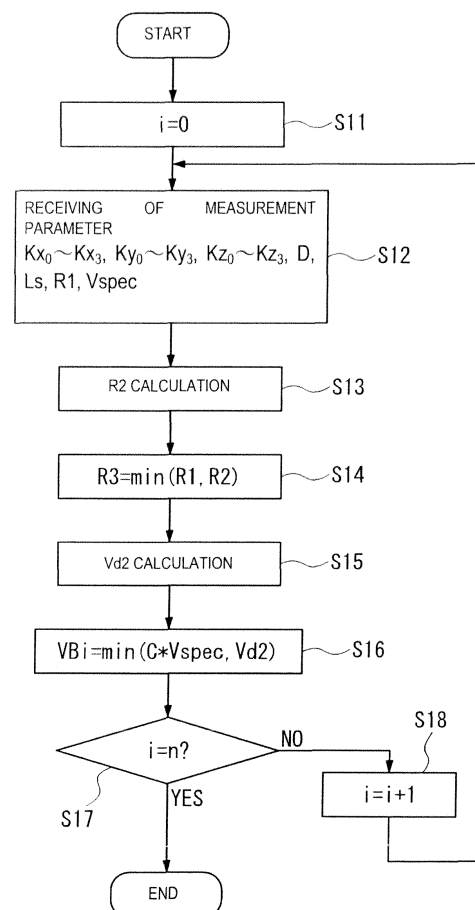 START
i=0
S11
RECEIVING OF MEASUREMENT
PARAMETER
Kx₀~Kx₃, Ky₀~Ky₃, Kz₀~Kz₃, D,
Ls, R1, Vspec
S12
R2 CALCULATION
S13
R3=min(R1, R2)
S14
Vd2 CALCULATION
S15
VBi=min(C*Vspec, Vd2)
S16
i=n?
NO
S18
S17
YES
i=i+1
END